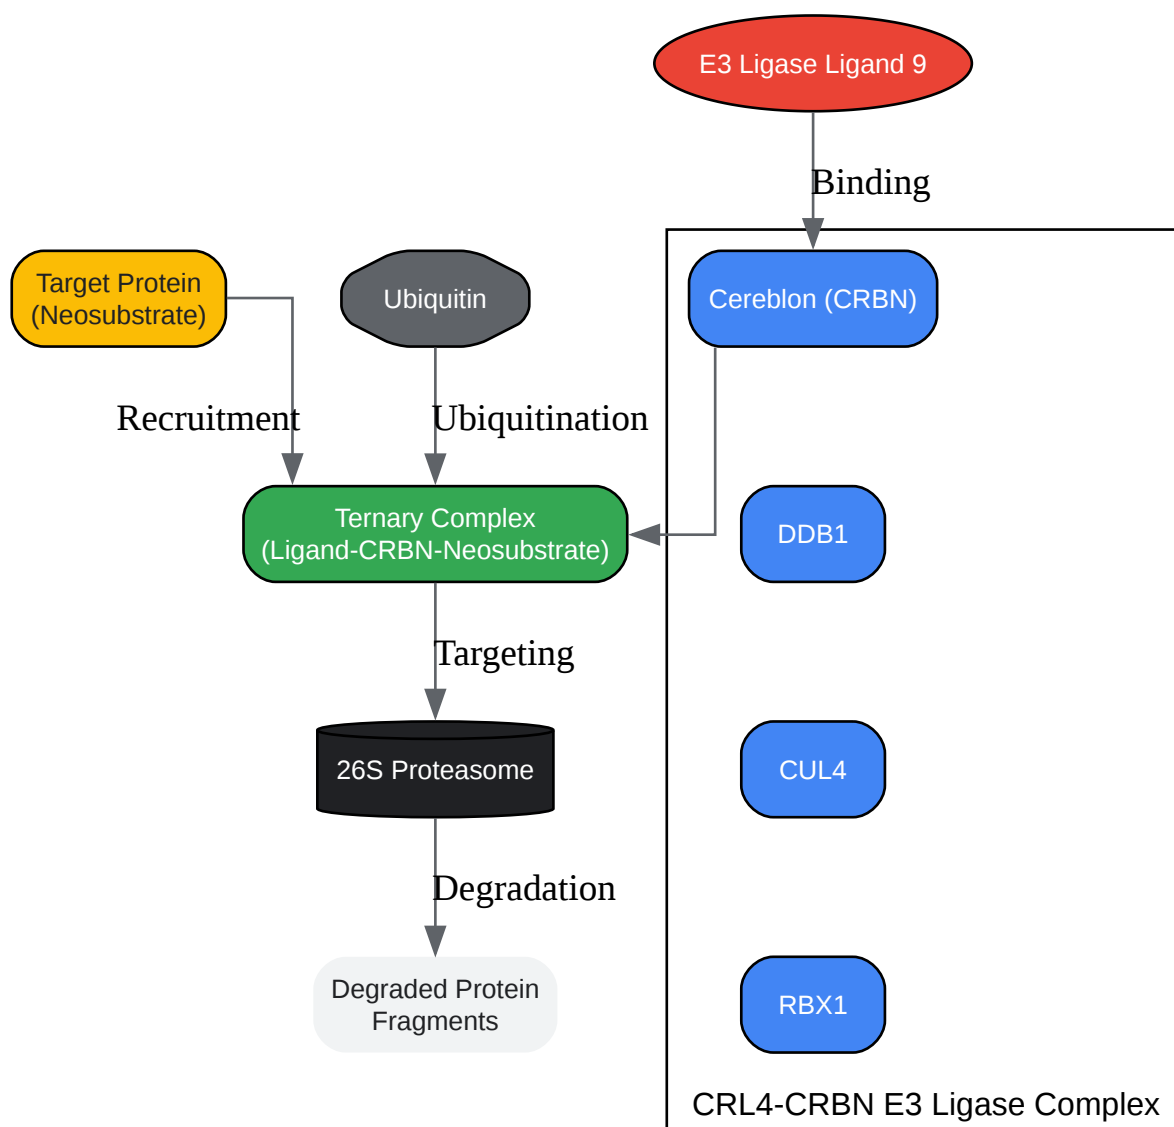 E3 Ligase Ligand 9
Binding
Target Protein
(Neosubstrate)
Ubiquitin
Cereblon (CRBN)
Recruitment
Ubiquitination
Ternary Complex
(Ligand-CRBN-Neosubstrate)
DDB1
Targeting
26S Proteasome
CUL4
Degradation
Degraded Protein
Fragments
RBX1
CRL4-CRBN E3 Ligase Complex